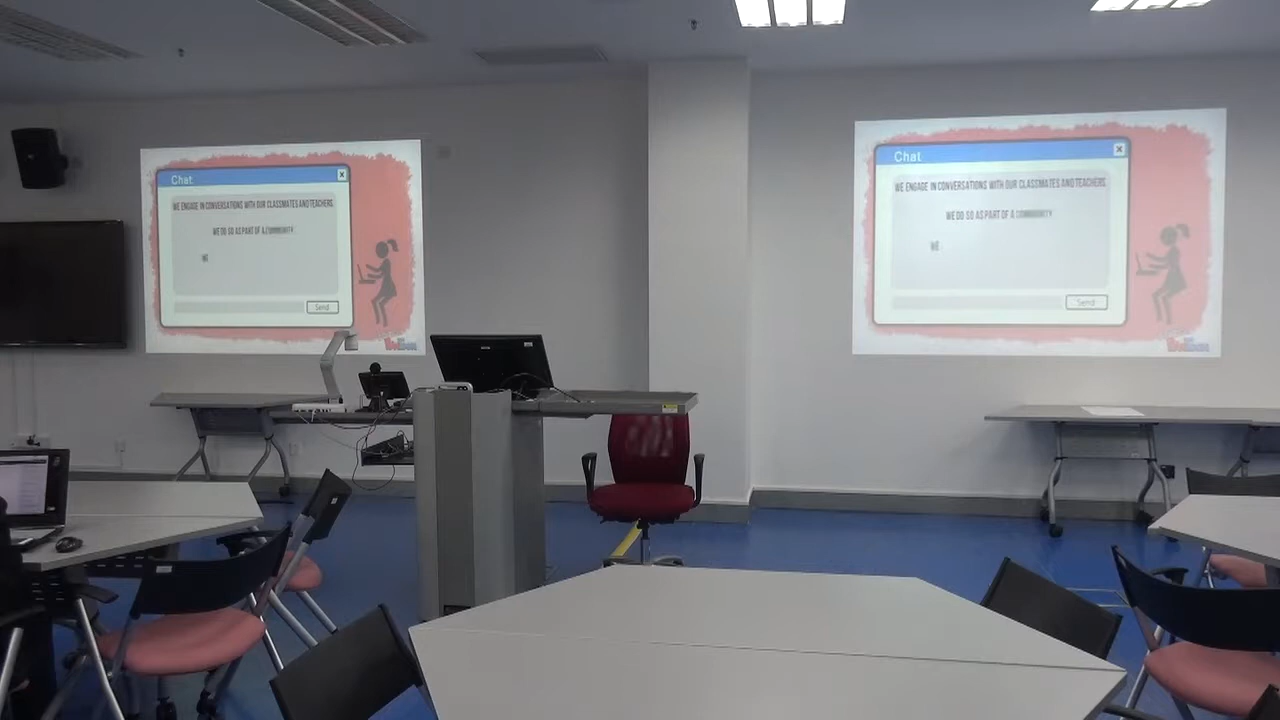 Chat
WE ENGAGE IN CONVERSATIONS WITH OUR CLASSMATES AND TEACHERS.
WE DO SO AS PART OF A COMMUNITY
Send
Chat
WE ENGAGE IN CONVERSATIONS WITH OUR CLASSMATES AND TEACHERS.
WE DO SO AS PART OF A COMMUNITY
WE
Send